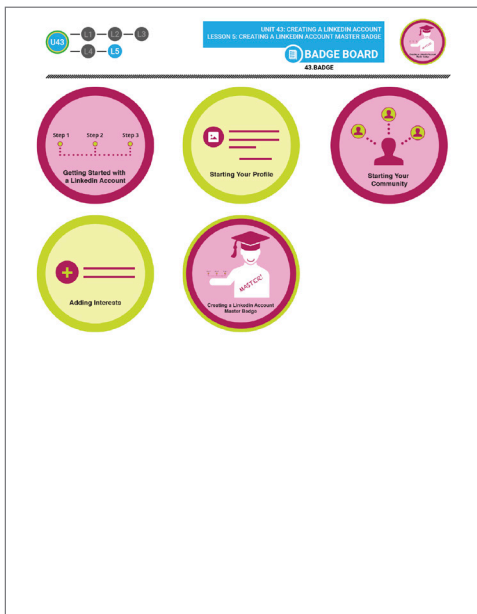 UNIT 43: CREATING A LINKEDIN ACCOUNT
LESSON 5: CREATING A LINKEDIN ACCOUNT MASTER BADGE
U43
L1
L2
L3
L4
L5
BADGE BOARD
43.BADGE
Step 1
Step 2
Step 3
Getting Started with
a LinkedIn Account
Starting Your Profile
Starting Your
Community
Adding Interests
MASTER!
Creating a LinkedIn Account
Master Badge